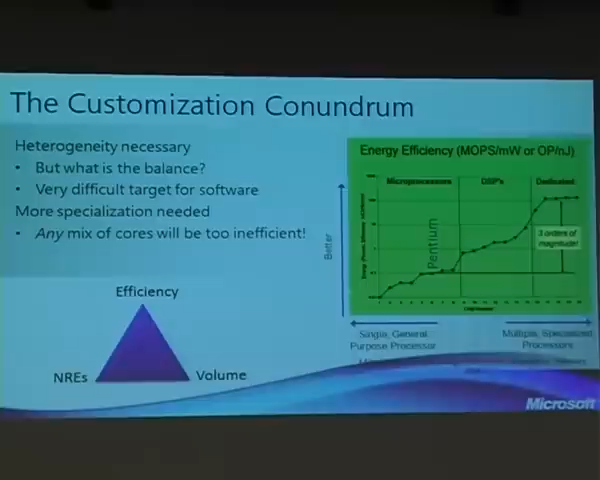 The Customization Conundrum
Heterogeneity necessary
• But what is the balance?
• Very difficult target for software
More specialization needed
• Any mix of cores will be too inefficient!
Efficiency
NREs
Volume
Energy Efficiency (MOPS/mW or OP/nJ)
Microprocessors
DSP's
Dedicated
Pentium
3 orders of
magnitude!
Better
Single, General
Purpose Processor
Multiple, Specialized
Processors
Microsoft